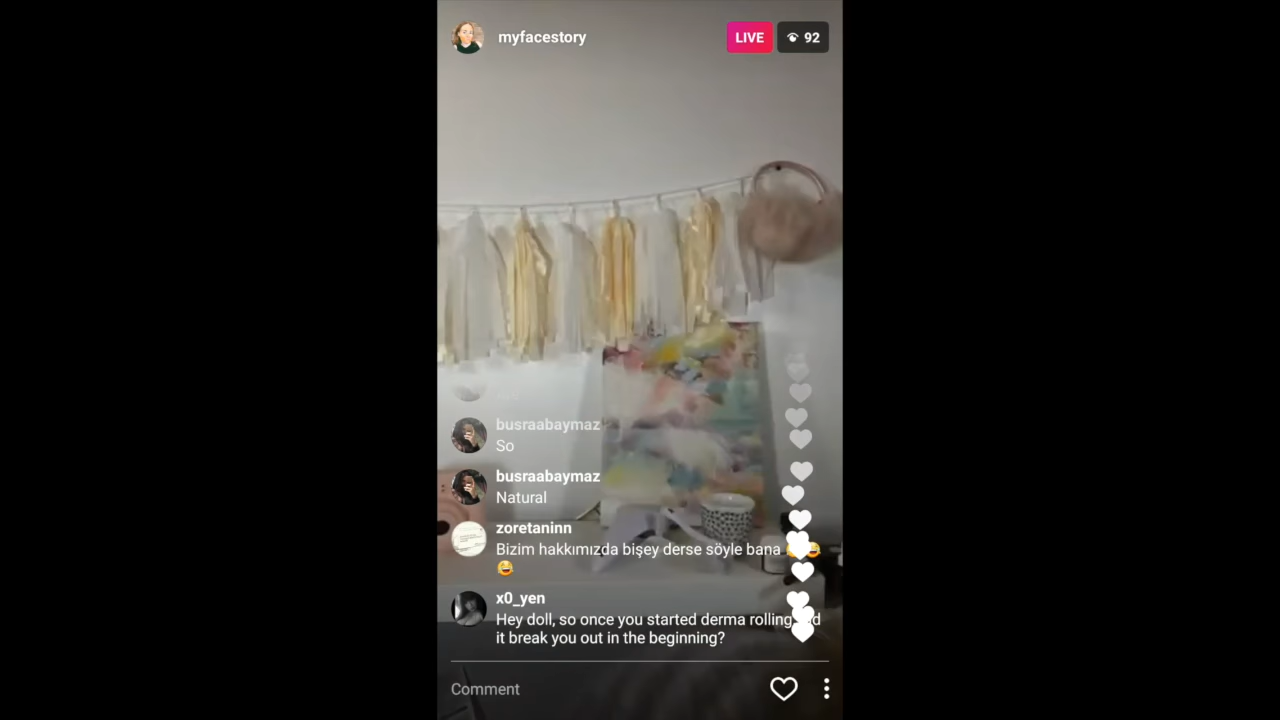 myfacestory
LIVE
92
busraabaymaz
So
busraabaymaz
Natural
zoretaninn
Bizim hakkımızda bişey derse söyle bana 😂😂
😂
x0_yen
Hey doll, so once you started derma rolling
it break you out in the beginning?
Comment